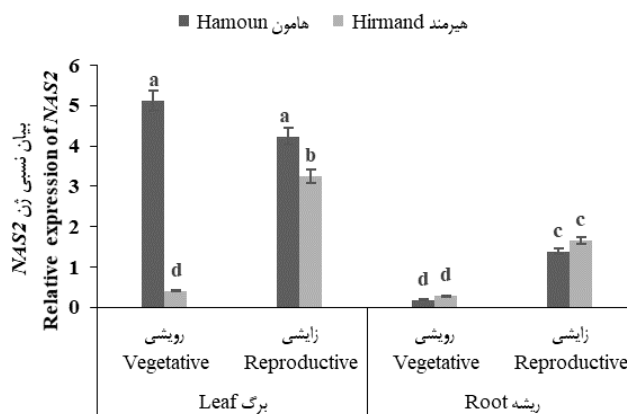 Hamoun هامون Hirmand هیرمند
بیان نسبی ژن NAS2
Relative expression of NAS2
6
5
4
3
2
1
0
a
d
a
b
d d
c c
رویشی زایشی رویشی زایشی
Vegetative Reproductive Vegetative Reproductive
Leaf برگ Root ریشه